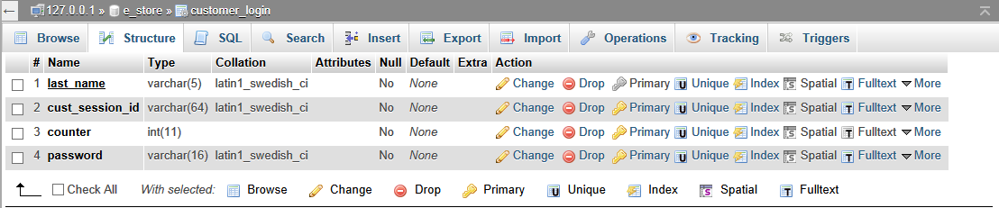 127.0.0.1 » e_store » customer_login
Browse Structure SQL Search Insert Export Import Operations Tracking Triggers
# Name Type Collation Attributes Null Default Extra Action
1 last_name varchar(5) latin1_swedish_ci No None Change Drop Primary Unique Index Spatial Fulltext More
2 cust_session_id varchar(64) latin1_swedish_ci No None Change Drop Primary Unique Index Spatial Fulltext More
3 counter int(11) No None Change Drop Primary Unique Index Spatial Fulltext More
4 password varchar(16) latin1_swedish_ci No None Change Drop Primary Unique Index Spatial Fulltext More
Check All With selected: Browse Change Drop Primary Unique Index Spatial Fulltext